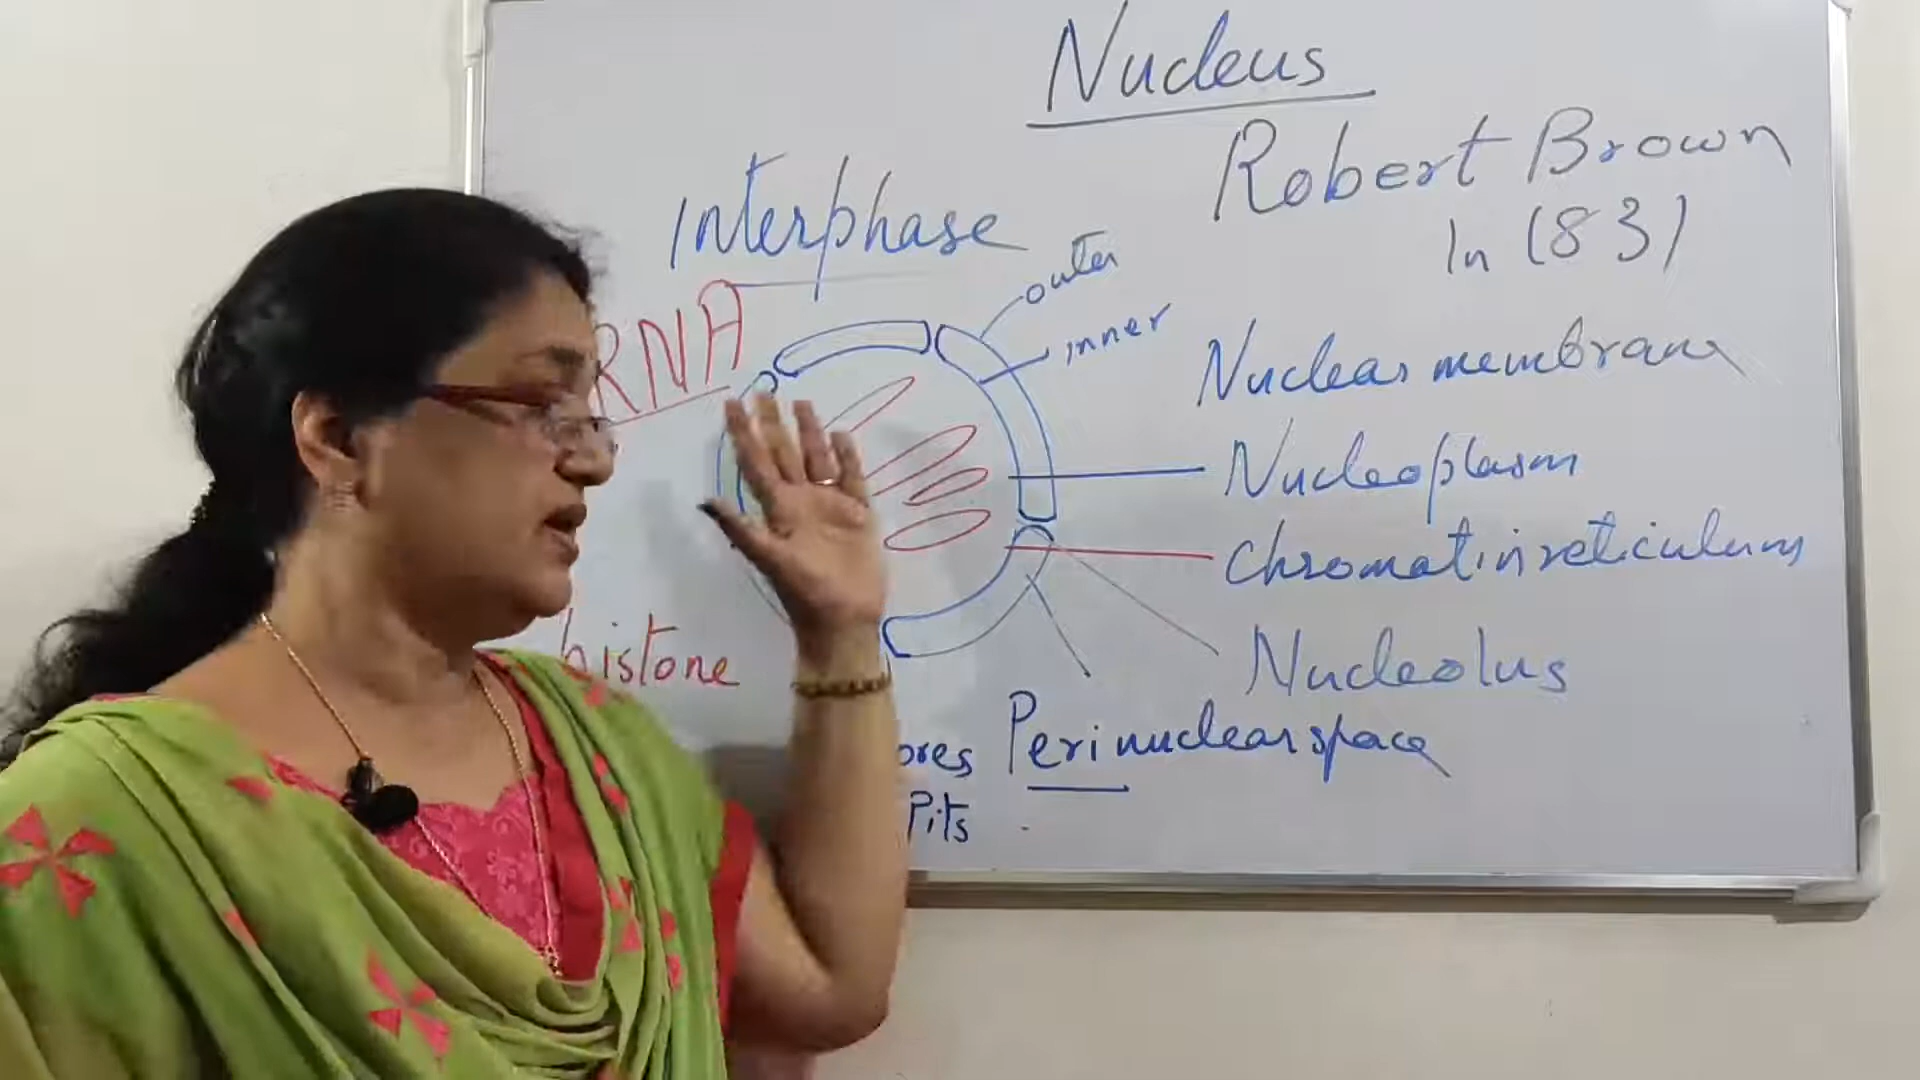 Nucleus
Robert Brown
In 1831
Interphase
outer
inner
RNA
Nuclear membrane
Nucleoplasm
Chromatin reticulum
histone
Nucleolus
Perinuclear space
Pits